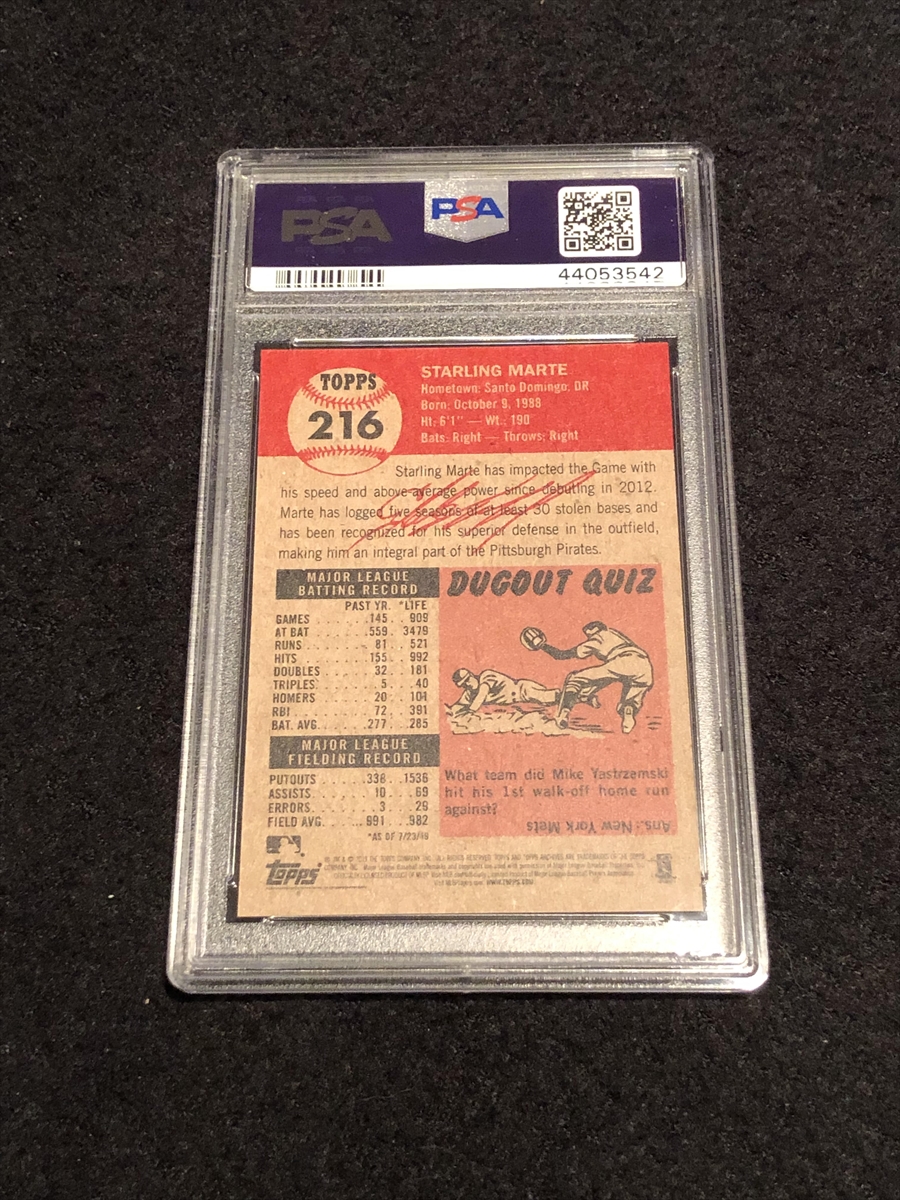 PSA
PSA
44053542
TOPPS
216
STARLING MARTE
Hometown: Santo Domingo, DR
Born: October 9, 1988
Ht: 6'1" — Wt: 190
Bats: Right — Throws: Right
Starling Marte has impacted the Game with
his speed and above-average power since debuting in 2012.
Marte has logged five seasons of at least 30 stolen bases and
has been recognized for his superior defense in the outfield,
making him an integral part of the Pittsburgh Pirates.
MAJOR LEAGUE
BATTING RECORD
PAST YR. *LIFE
GAMES 145 909
AT BAT 559 3479
RUNS 81 521
HITS 155 992
DOUBLES 32 181
TRIPLES 5 40
HOMERS 20 101
RBI 72 391
BAT. AVG. .277 .285
MAJOR LEAGUE
FIELDING RECORD
PUTOUTS 338 1536
ASSISTS 10 69
ERRORS 3 29
FIELD AVG. .991 .982
*AS OF 7/23/19
DUGOUT QUIZ
What team did Mike Yastrzemski
hit his 1st walk-off home run
against?
Ans.: New York Mets
topps